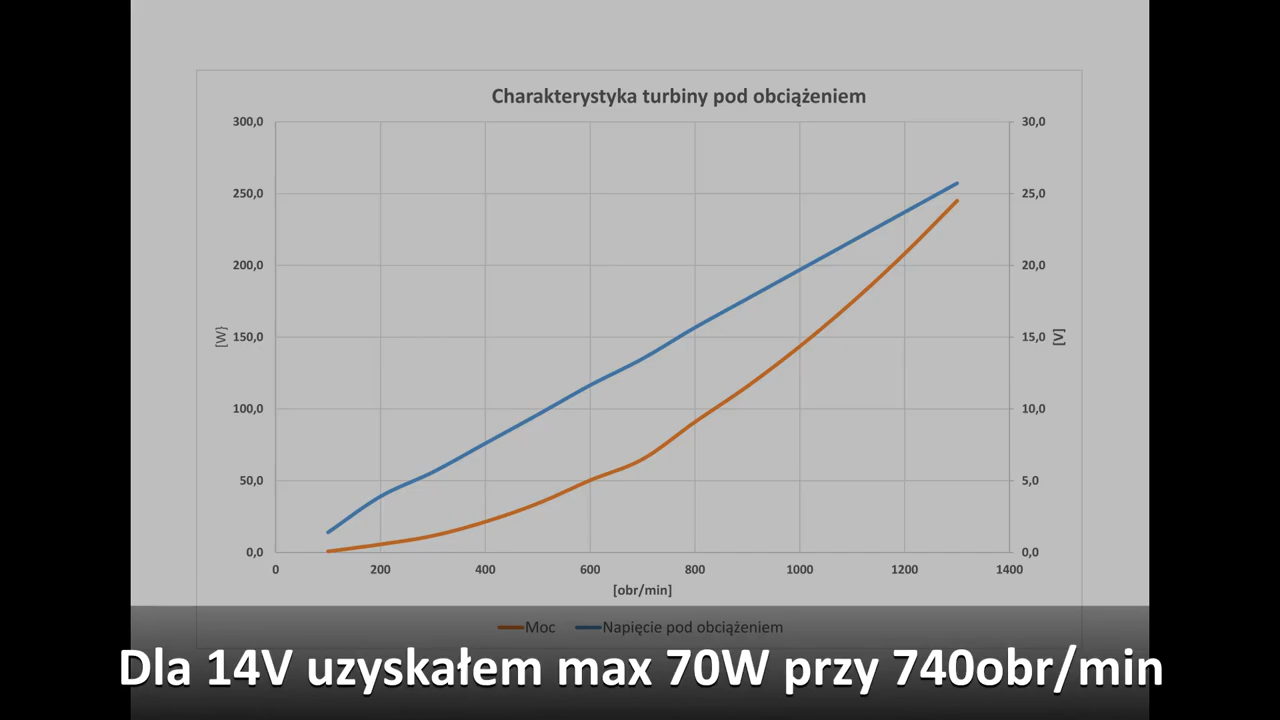 Charakterystyka turbiny pod obciążeniem
300,0 30,0
250,0 25,0
200,0 20,0
[W} 150,0 15,0 [V]
100,0 10,0
50,0 5,0
0,0 0,0
0 200 400 600 800 1000 1200 1400
[obr/min]
Moc Napięcie pod obciążeniem
Dla 14V uzyskałem max 70W przy 740obr/min